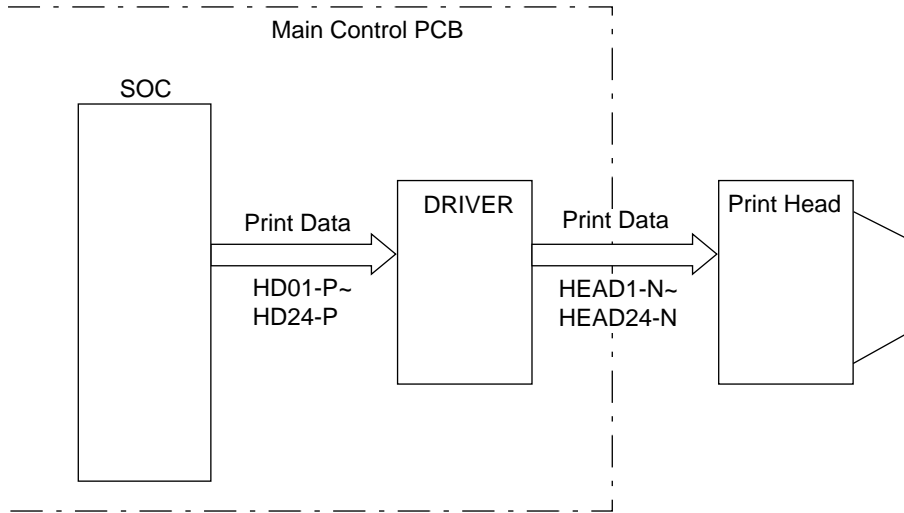 Main Control PCB
SOC
DRIVER
Print Head
Print Data
Print Data
HD01-P~
HD24-P
HEAD1-N~
HEAD24-N